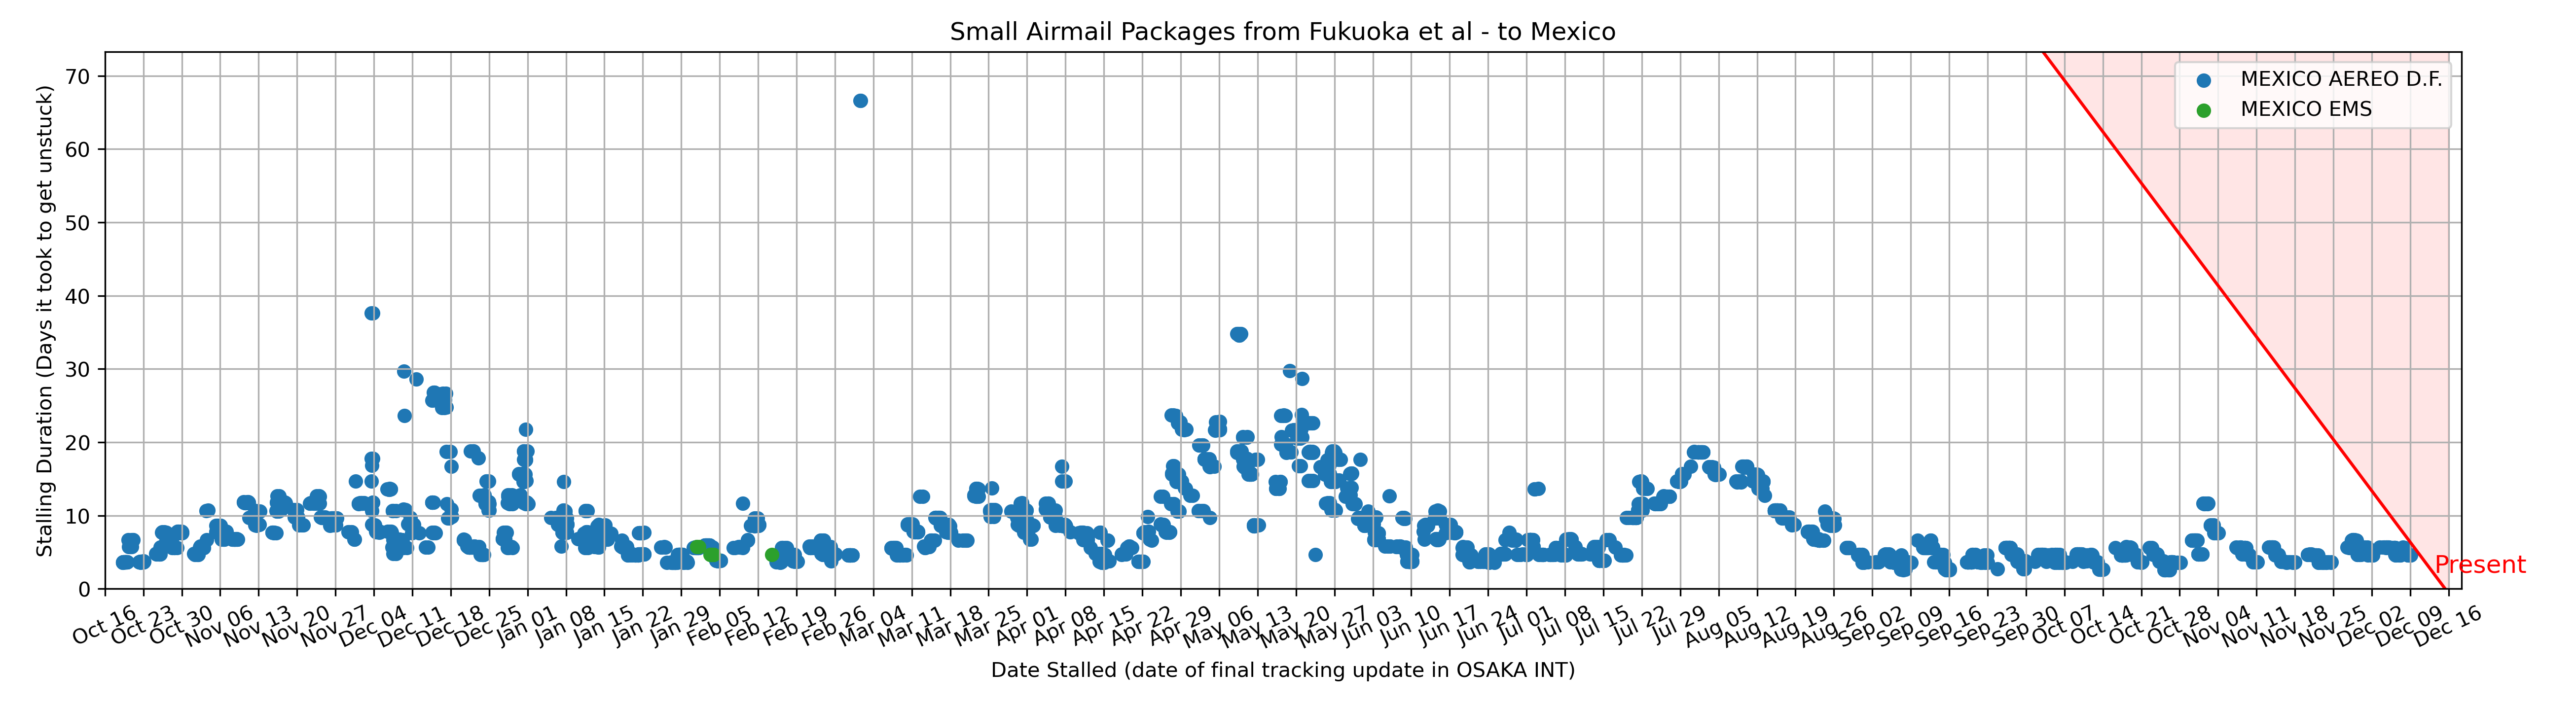 Small Airmail Packages from Fukuoka et al - to Mexico
MEXICO AEREO D.F.
MEXICO EMS
Stalling Duration (Days it took to get unstuck)
70
60
50
40
30
20
10
0
Present
Oct 16
Oct 23
Oct 30
Nov 06
Nov 13
Nov 20
Nov 27
Dec 04
Dec 11
Dec 18
Dec 25
Jan 01
Jan 08
Jan 15
Jan 22
Jan 29
Feb 05
Feb 12
Feb 19
Feb 26
Mar 04
Mar 11
Mar 18
Mar 25
Apr 01
Apr 08
Apr 15
Apr 22
Apr 29
May 06
May 13
May 20
May 27
Jun 03
Jun 10
Jun 17
Jun 24
Jul 01
Jul 08
Jul 15
Jul 22
Jul 29
Aug 05
Aug 12
Aug 19
Aug 26
Sep 02
Sep 09
Sep 16
Sep 23
Sep 30
Oct 07
Oct 14
Oct 21
Oct 28
Nov 04
Nov 11
Nov 18
Nov 25
Dec 02
Dec 09
Dec 16
Date Stalled (date of final tracking update in OSAKA INT)